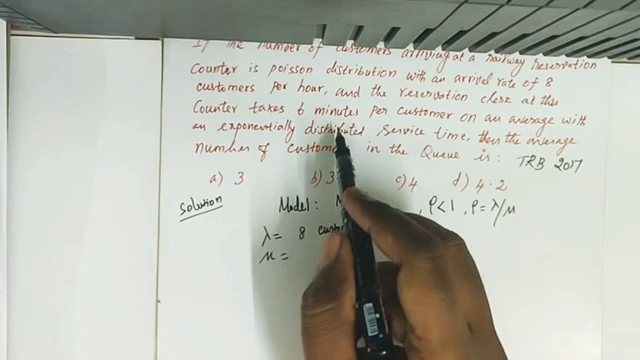 If the number of customers arriving at a railway reservation
counter is poisson distribution with an arrival rate of 8
customers per hour, and the reservation clerk at this
counter takes 6 minutes per customer on an average with
an exponentially distributed service time, then the average
number of customers in the Queue is: TRB 2017
a) 3 b) 3 c) 4 d) 4.2
Solution Model: M , ρ<1, ρ=λ/μ
λ = 8 cust
μ =